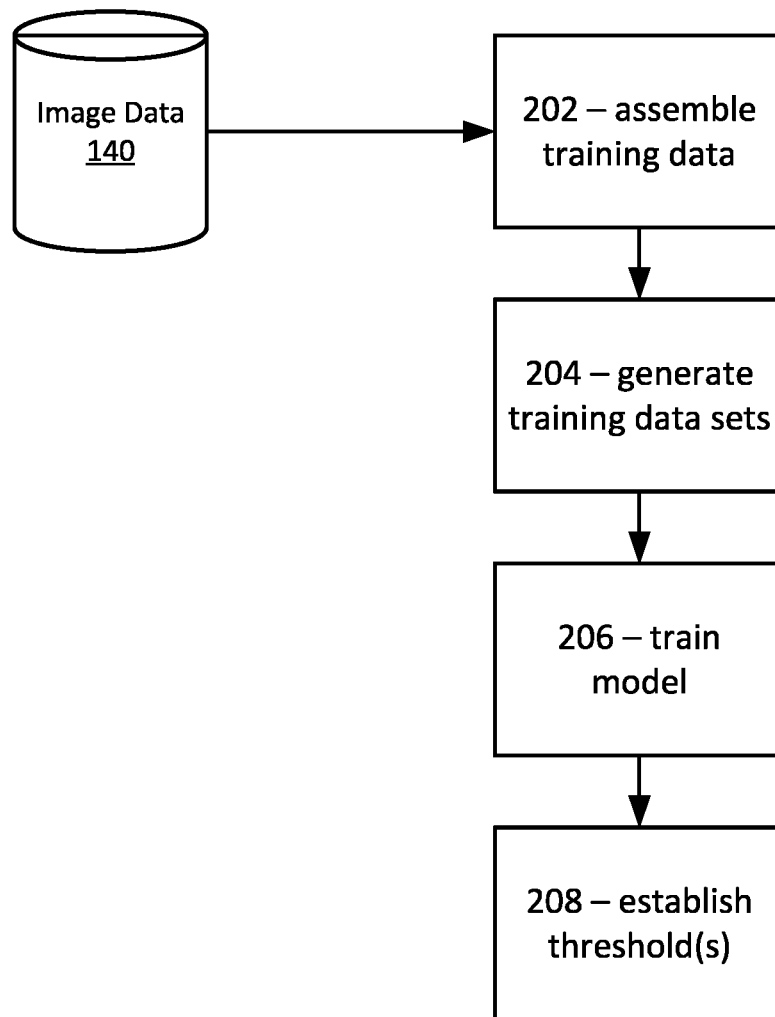 Image Data
140
202 – assemble
training data
204 – generate
training data sets
206 – train
model
208 – establish
threshold(s)